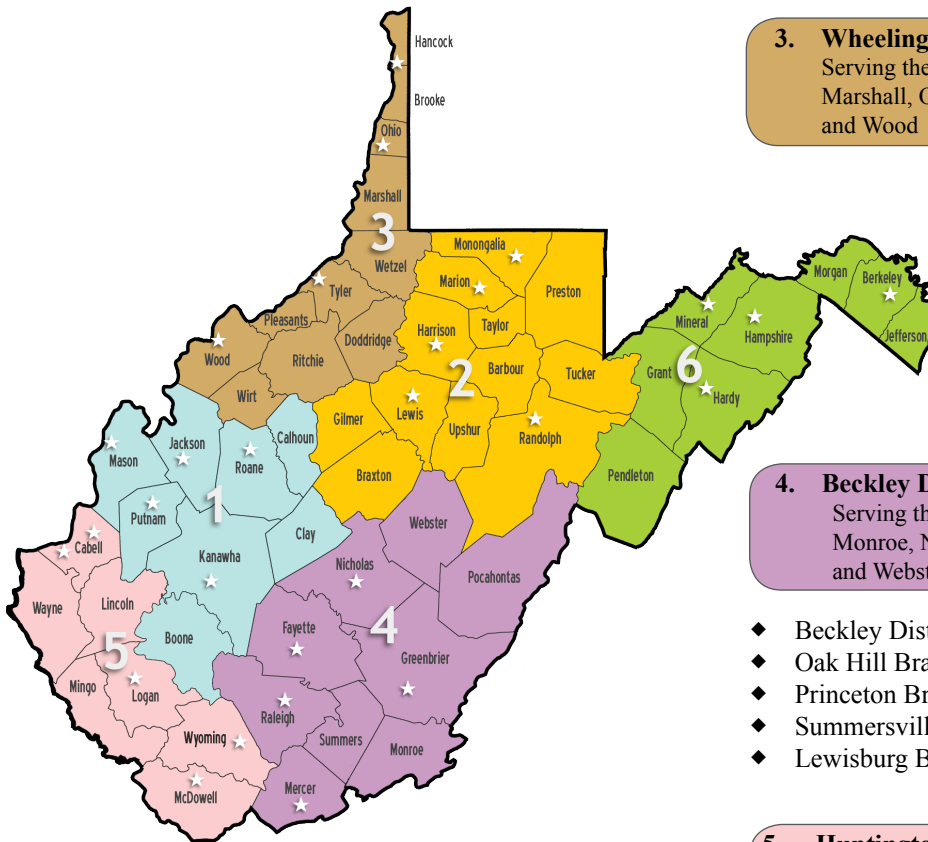 Hancock
Brooke
Ohio
Marshall
3
Wetzel
Tyler
Pleasants
Doddridge
Ritchie
Wood
Wirt
Monongalia
Marion
Preston
Taylor
Harrison
Barbour
Tucker
2
Lewis
Gilmer
Upshur
Randolph
Braxton
Morgan
Berkeley
Jefferson
Mineral
Hampshire
Grant
6
Hardy
Pendleton
Jackson
Calhoun
Roane
Mason
1
Putnam
Clay
Kanawha
Boone
Cabell
Wayne
Lincoln
5
Mingo
Logan
Wyoming
McDowell
Webster
Nicholas
Pocahontas
Fayette
4
Greenbrier
Raleigh
Summers
Monroe
Mercer
3. Wheeling
Serving the
Marshall, O
and Wood
4. Beckley D
Serving th
Monroe, N
and Webst
◆ Beckley Dist
◆ Oak Hill Bra
◆ Princeton Br
◆ Summersvill
◆ Lewisburg B
5. Huntingto